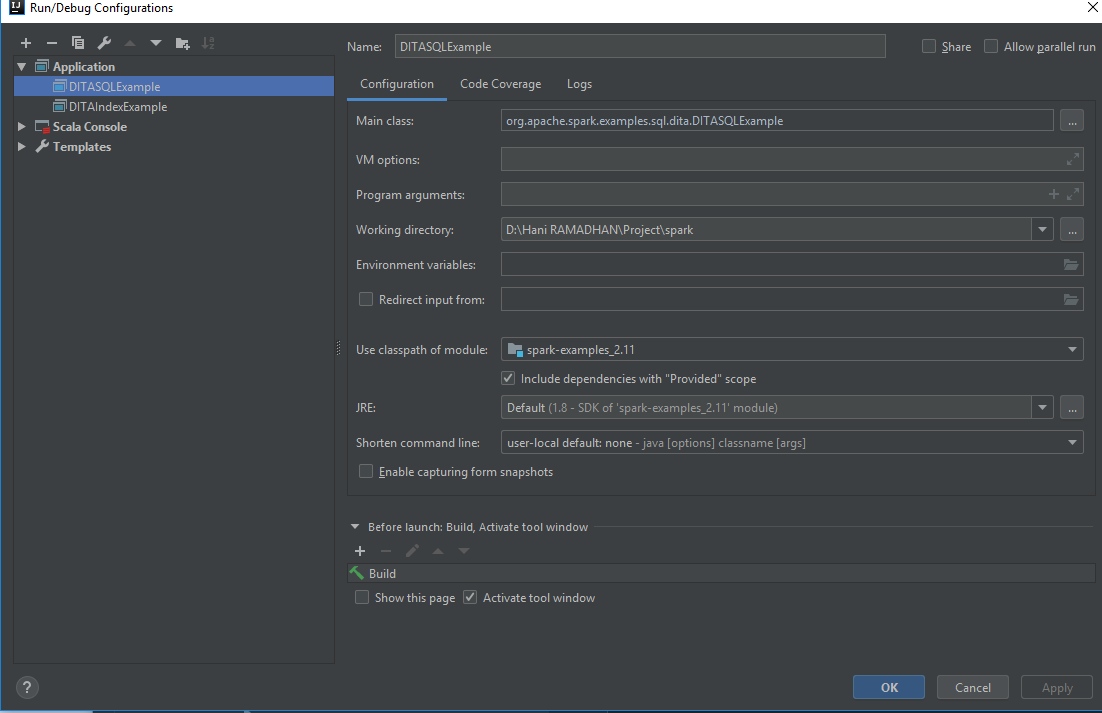 IJ Run/Debug Configurations
Application
DITASQLExample
DITAIndexExample
Scala Console
Templates
Name: DITASQLExample Share Allow parallel run
Configuration Code Coverage Logs
Main class: org.apache.spark.examples.sql.dita.DITASQLExample ...
VM options:
Program arguments:
Working directory: D:\Hani RAMADHAN\Project\spark ...
Environment variables:
Redirect input from:
Use classpath of module: spark-examples_2.11
Include dependencies with "Provided" scope
JRE: Default (1.8 - SDK of 'spark-examples_2.11' module) ...
Shorten command line: user-local default: none - java [options] classname [args]
Enable capturing form snapshots
Before launch: Build, Activate tool window
Build
Show this page Activate tool window
? OK Cancel Apply